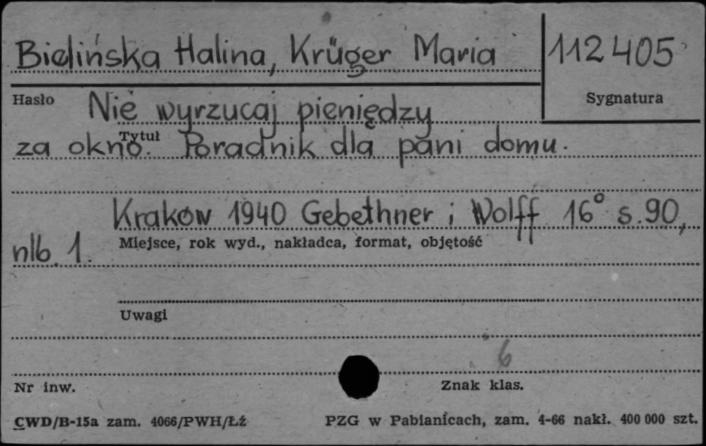 Bielińska Halina, Krüger Maria
112405
Hasło
Sygnatura
Nie wyrzucaj pieniędzy
Tytuł
za okno. Poradnik dla pani domu.
Kraków 1940 Gebethner i Wolff 16° s. 90,
Miejsce, rok wyd., nakładca, format, objętość
nlb. 1.
Uwagi
6
Nr inw.
Znak klas.
CWD/B-15a zam. 4066/PWH/Łź
PZG w Pabianicach, zam. 4-66 nakł. 400 000 szt.